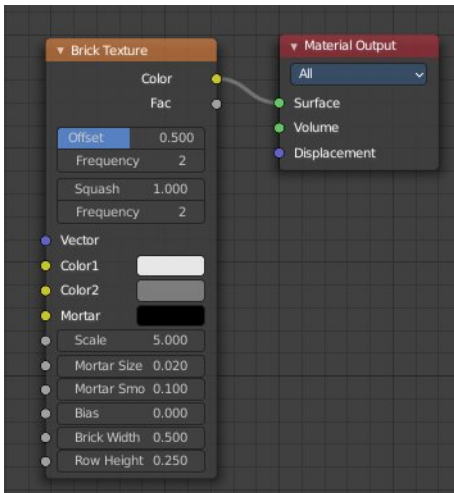 Brick Texture
Color
Fac
Offset 0.500
Frequency 2
Squash 1.000
Frequency 2
Vector
Color1
Color2
Mortar
Scale 5.000
Mortar Size 0.020
Mortar Smo 0.100
Bias 0.000
Brick Width 0.500
Row Height 0.250
Material Output
All
Surface
Volume
Displacement